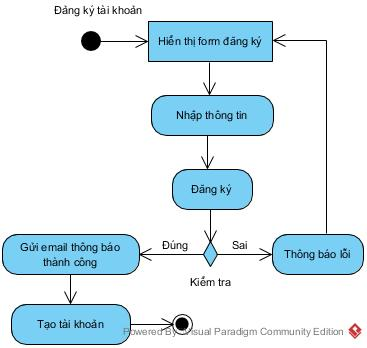 Đăng ký tài khoản
Hiển thị form đăng ký
Nhập thông tin
Đăng ký
Đúng
Sai
Gửi email thông báo
thành công
Thông báo lỗi
Kiểm tra
Tạo tài khoản
Powered By Visual Paradigm Community Edition